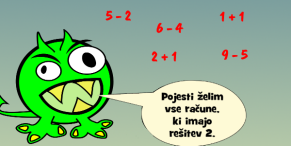 5 - 2
1 + 1
6 - 4
2 + 1
9 - 5
Pojesti želim
vse račune,
ki imajo
rešitev 2.